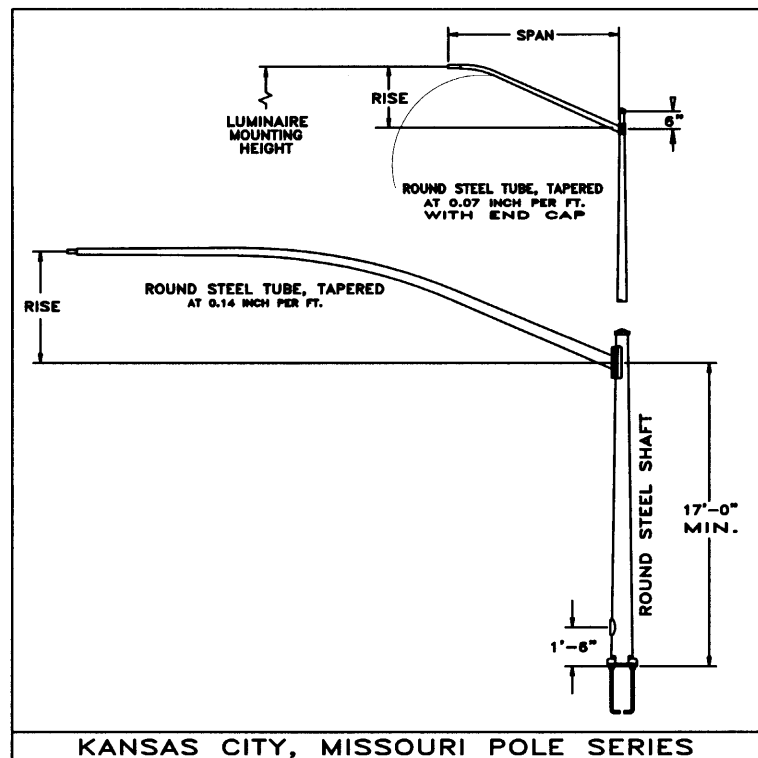 SPAN
RISE
6"
LUMINAIRE
MOUNTING
HEIGHT
ROUND STEEL TUBE, TAPERED
AT 0.07 INCH PER FT.
WITH END CAP
ROUND STEEL TUBE, TAPERED
AT 0.14 INCH PER FT.
RISE
ROUND STEEL SHAFT
17'-0"
MIN.
1'-6"
KANSAS CITY, MISSOURI POLE SERIES